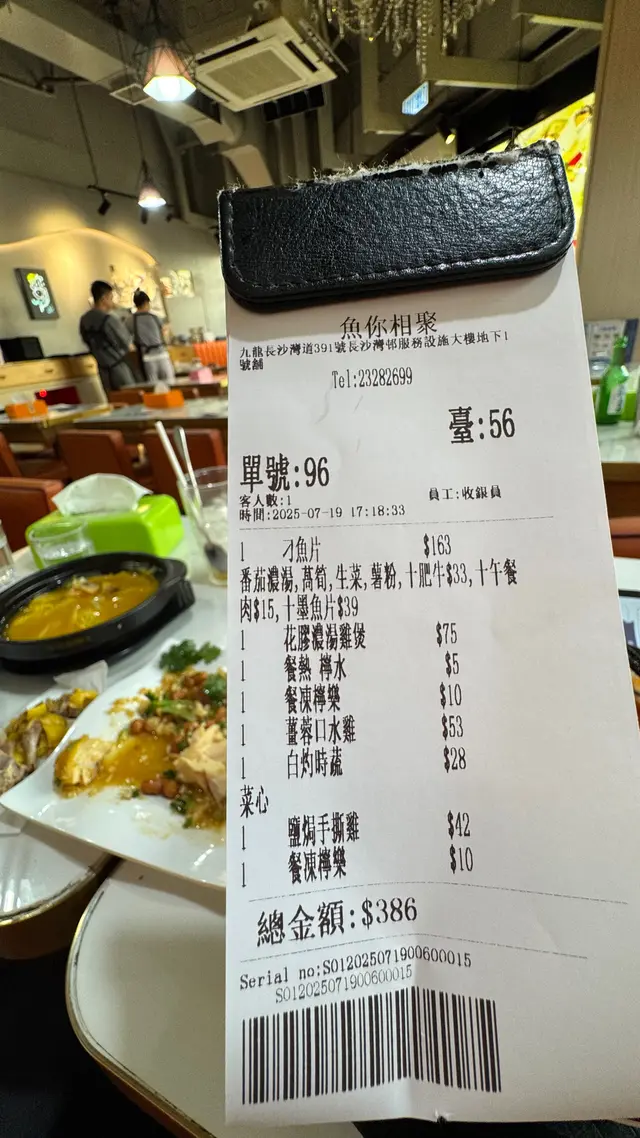 魚你相聚
九龍長沙灣道391號長沙灣邨服務設施大樓地下1
號舖
Tel:23282699
臺:56
單號:96
客人數:1 員工:收銀員
時間:2025-07-19 17:18:33
1 刁魚片 $163
番茄濃湯,萵筍,生菜,薯粉,十肥牛$33,十午餐
肉$15,十墨魚片$39
1 花膠濃湯雞煲 $75
1 餐熱 檸水 $5
1 餐凍檸樂 $10
1 薑蓉口水雞 $53
1 白灼時蔬 $28
菜心
1 鹽焗手撕雞 $42
1 餐凍檸樂 $10
總金額:$386
Serial no:S012025071900600015
S012025071900600015